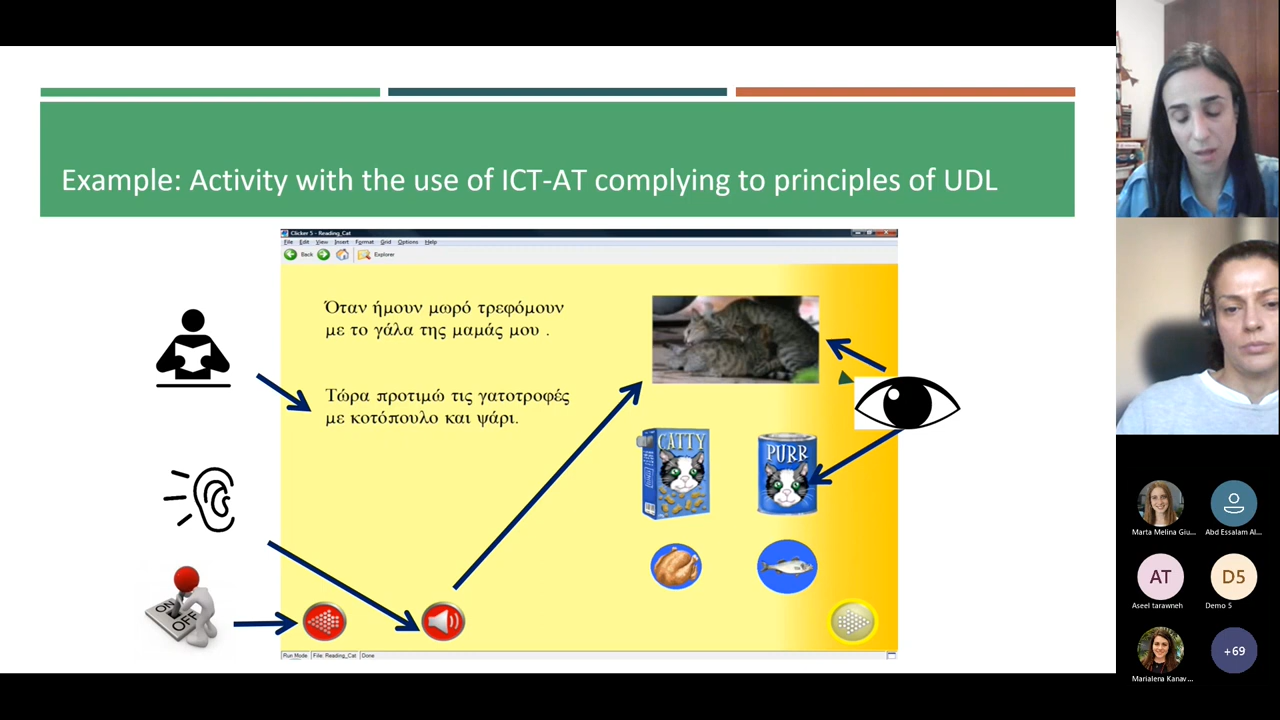 Example: Activity with the use of ICT-AT complying to principles of UDL
Clicker 5 - Reading_Cat
File Edit View Insert Format Grid Options Help
Back Explorer
Όταν ήμουν μωρό τρεφόμουν
με το γάλα της μαμάς μου .
Τώρα προτιμώ τις γατοτροφές
με κοτόπουλο και ψάρι.
CATTY
PURR
ON
OFF
Run Mode File: Reading_Cat Done
Marta Melina Giu...
Abd Essalam Al...
AT
Aseel tarawneh
D5
Demo 5
Marialena Kanav...
+69